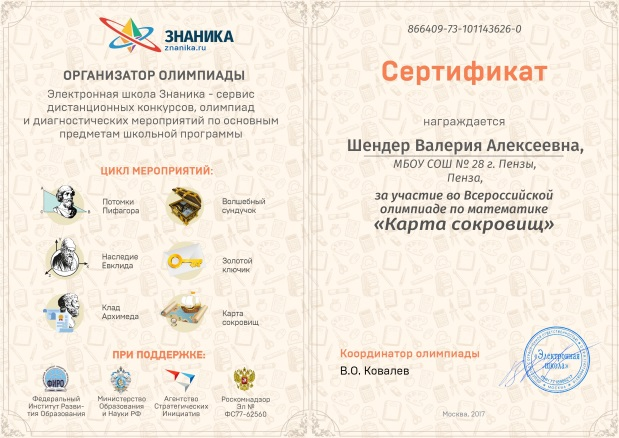 ЗНАНИКА
znanika.ru
ОРГАНИЗАТОР ОЛИМПИАДЫ
Электронная школа Знаника - сервис
дистанционных конкурсов, олимпиад
и диагностических мероприятий по основным
предметам школьной программы
ЦИКЛ МЕРОПРИЯТИЙ:
Потомки
Пифагора
Волшебный
сундучок
Наследие
Евклида
Золотой
ключик
Клад
Архимеда
Карта
сокровищ
ПРИ ПОДДЕРЖКЕ:
ФИРО
Федеральный
Институт Разви-
тия Образования
Министерство
Образования
и Науки РФ
Агентство
Стратегических
Инициатив
Роскомнадзор
Эл №
ФС77-62560
866409-73-101143626-0
Сертификат
награждается
Шендер Валерия Алексеевна,
МБОУ СОШ № 28 г. Пензы,
Пенза,
за участие во Всероссийской
олимпиаде по математике
«Карта сокровищ»
Координатор олимпиады
В.О. Ковалев
«Электронная
школа»
Москва, 2017